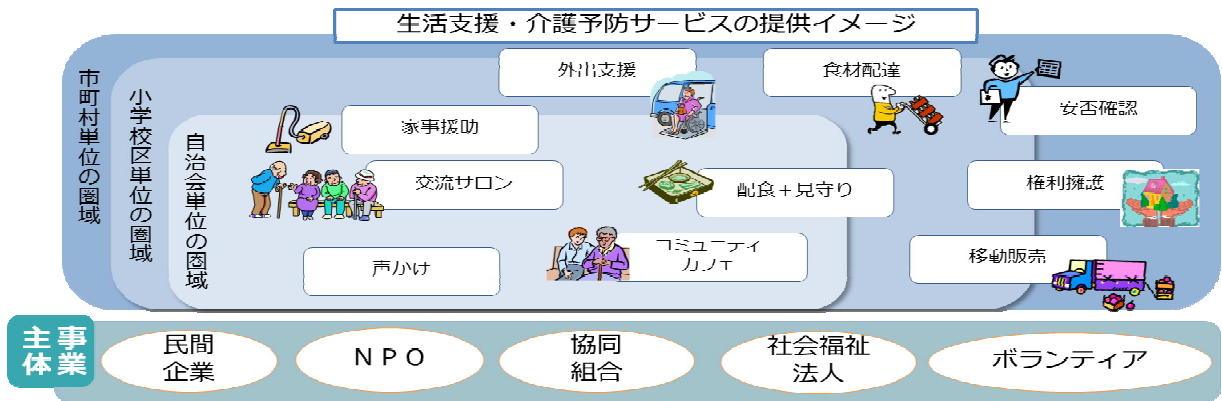 生活支援・介護予防サービスの提供イメージ
市町村単位の圏域
小学校区単位の圏域
自治会単位の圏域
外出支援
食材配達
安否確認
家事援助
交流サロン
配食＋見守り
権利擁護
声かけ
コミュニティ
カフェ
移動販売
事業
主体
民間
企業
ＮＰＯ
協同
組合
社会福祉
法人
ボランティア